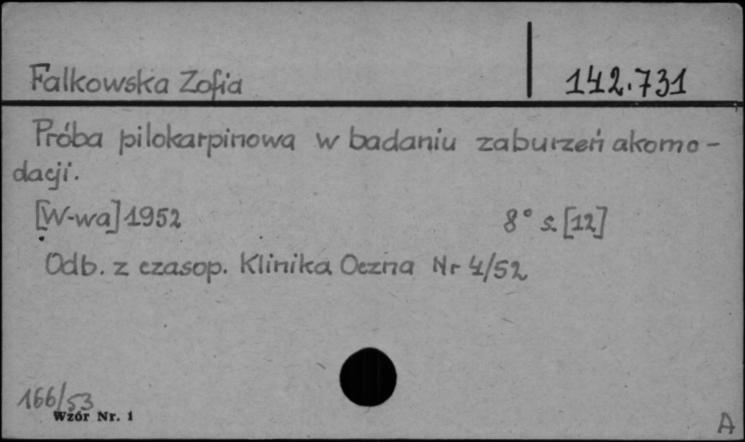 Falkowska Zofia 142.731
Próba pilokarpinowa w badaniu zaburzeń akomo-
dacji.
[W-wa] 1952 8° s. [12]
Odb. z czasop. Klinika Oczna Nr 4/52
166/53
Wzór Nr. 1
A